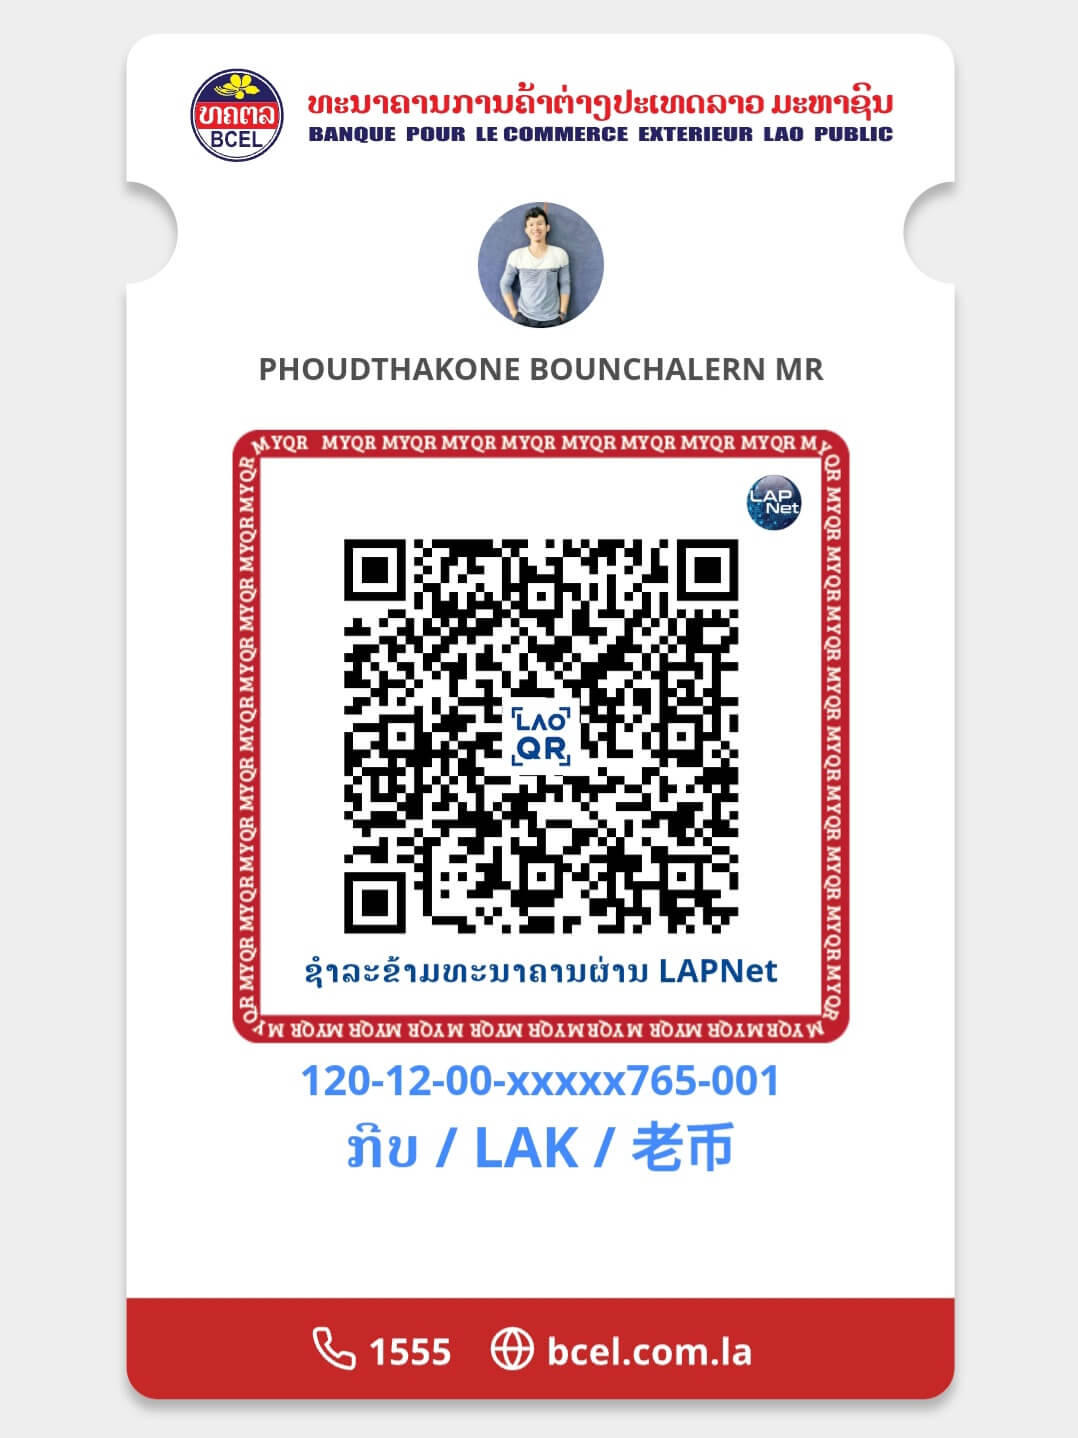 ທຄຕລ
BCEL
ທະນາຄານການຄ້າຕ່າງປະເທດລາວ ມະຫາຊົນ
BANQUE POUR LE COMMERCE EXTERIEUR LAO PUBLIC
PHOUDTHAKONE BOUNCHALERN MR
MYQR MYQR MYQR MYQR MYQR MYQR MYQR MYQR MYQR MYQR
LAP
Net
LAO
QR
ຊຳລະຂ້າມທະນາຄານຜ່ານ LAPNet
120-12-00-xxxxx765-001
ກີບ / LAK / 老币
1555 bcel.com.la